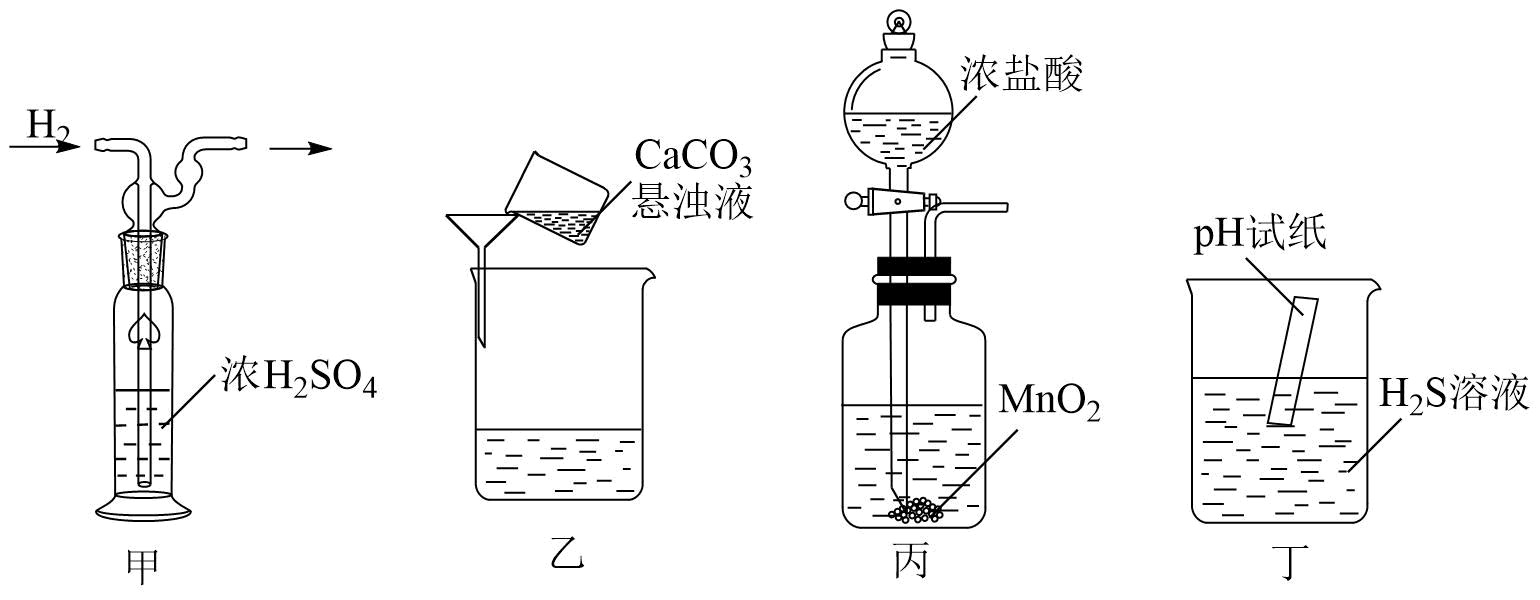 H₂
浓H₂SO₄
甲
CaCO₃
悬浊液
乙
浓盐酸
MnO₂
丙
pH试纸
H₂S溶液
丁